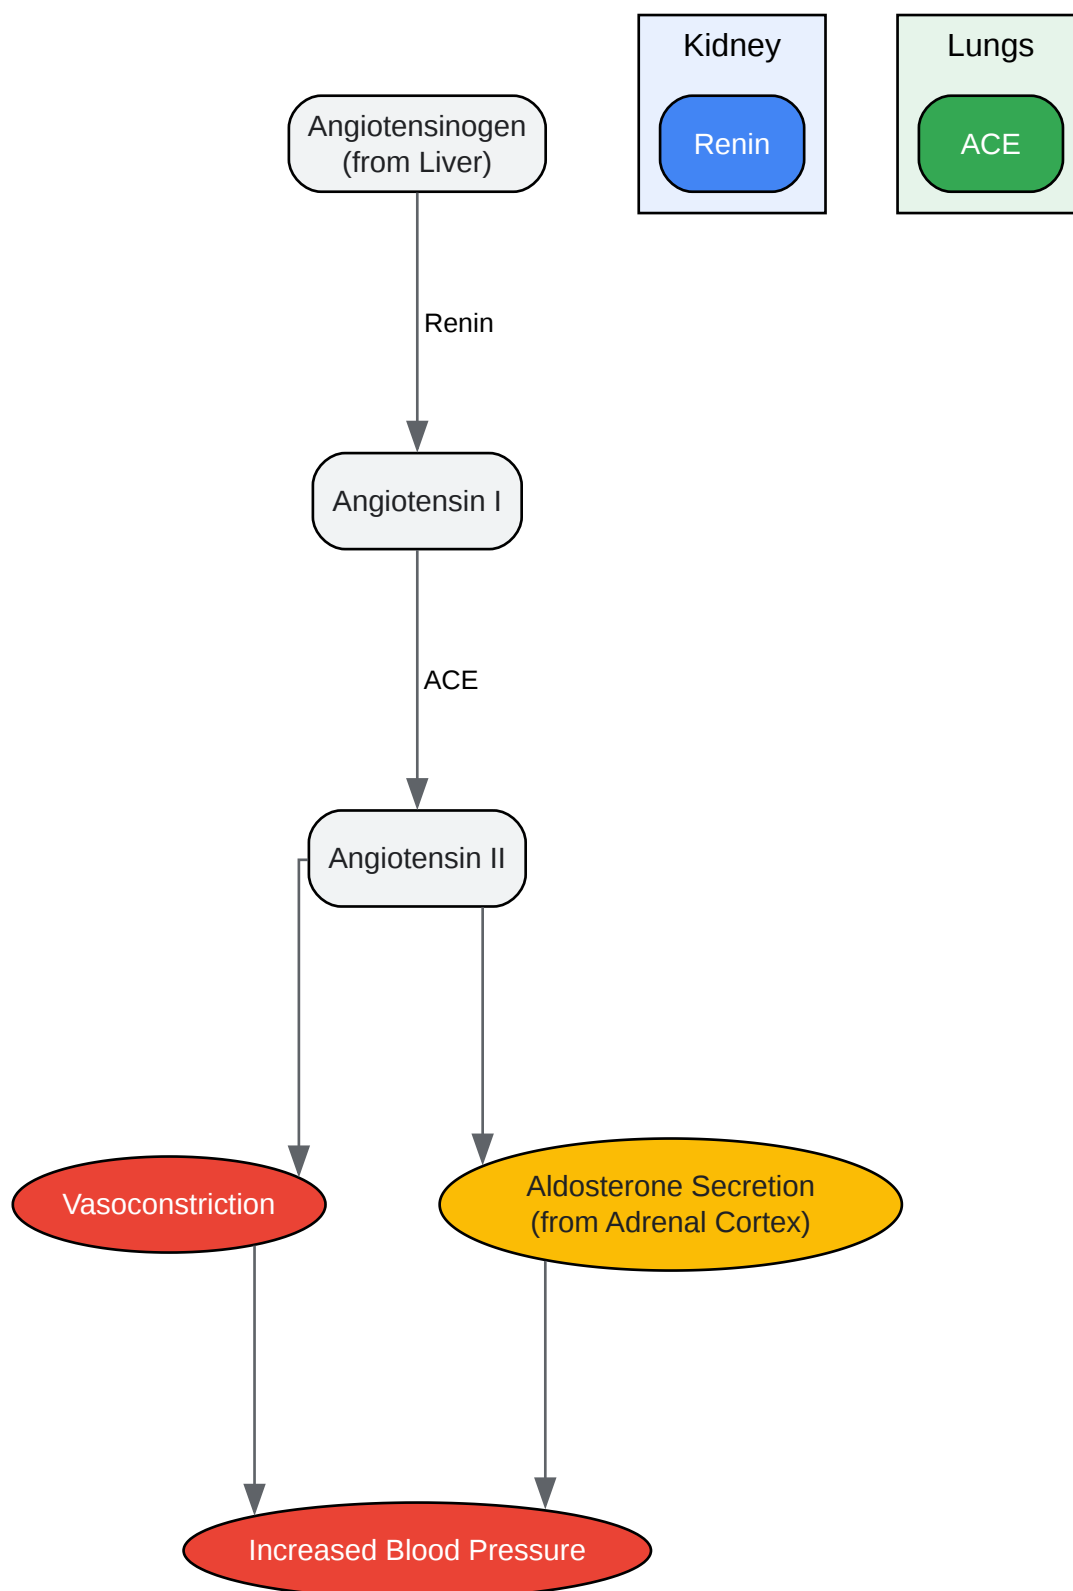 Kidney
Lungs
Angiotensinogen
(from Liver)
Renin
ACE
Renin
Angiotensin I
ACE
Angiotensin II
Vasoconstriction
Aldosterone Secretion
(from Adrenal Cortex)
Increased Blood Pressure